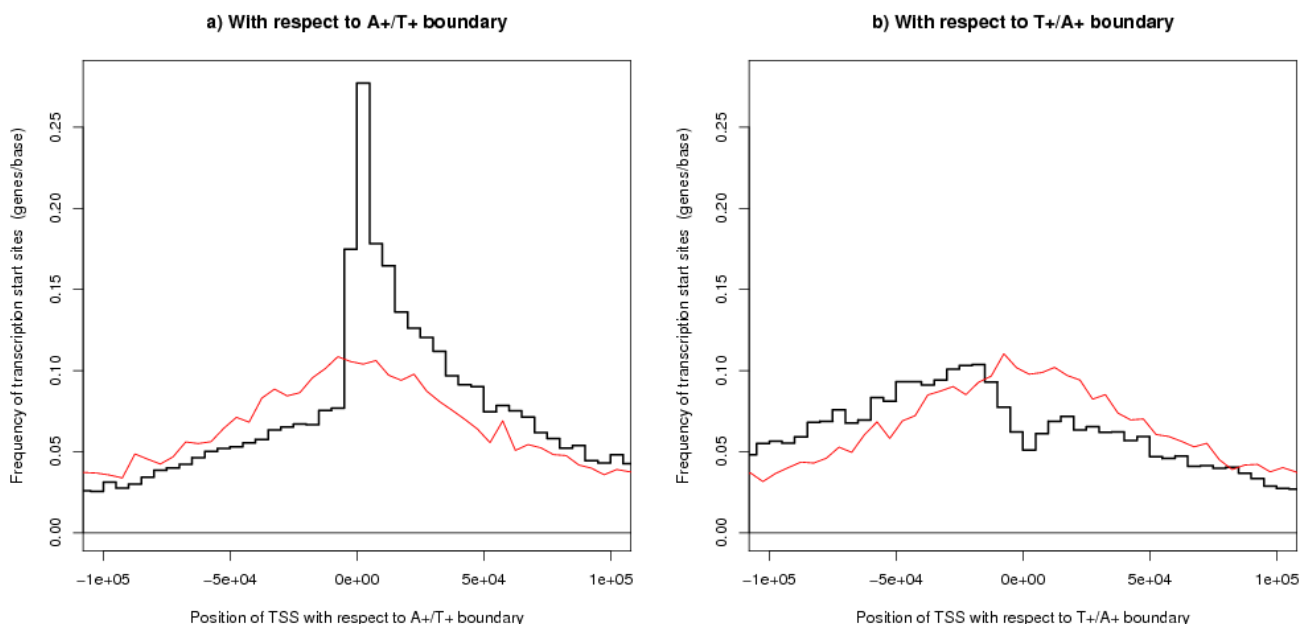 a) With respect to A+/T+ boundary
Frequency of transcription start sites (genes/base)
0.00
0.05
0.10
0.15
0.20
0.25
−1e+05
−5e+04
0e+00
5e+04
1e+05
Position of TSS with respect to A+/T+ boundary
b) With respect to T+/A+ boundary
Frequency of transcription start sites (genes/base)
0.00
0.05
0.10
0.15
0.20
0.25
−1e+05
−5e+04
0e+00
5e+04
1e+05
Position of TSS with respect to T+/A+ boundary